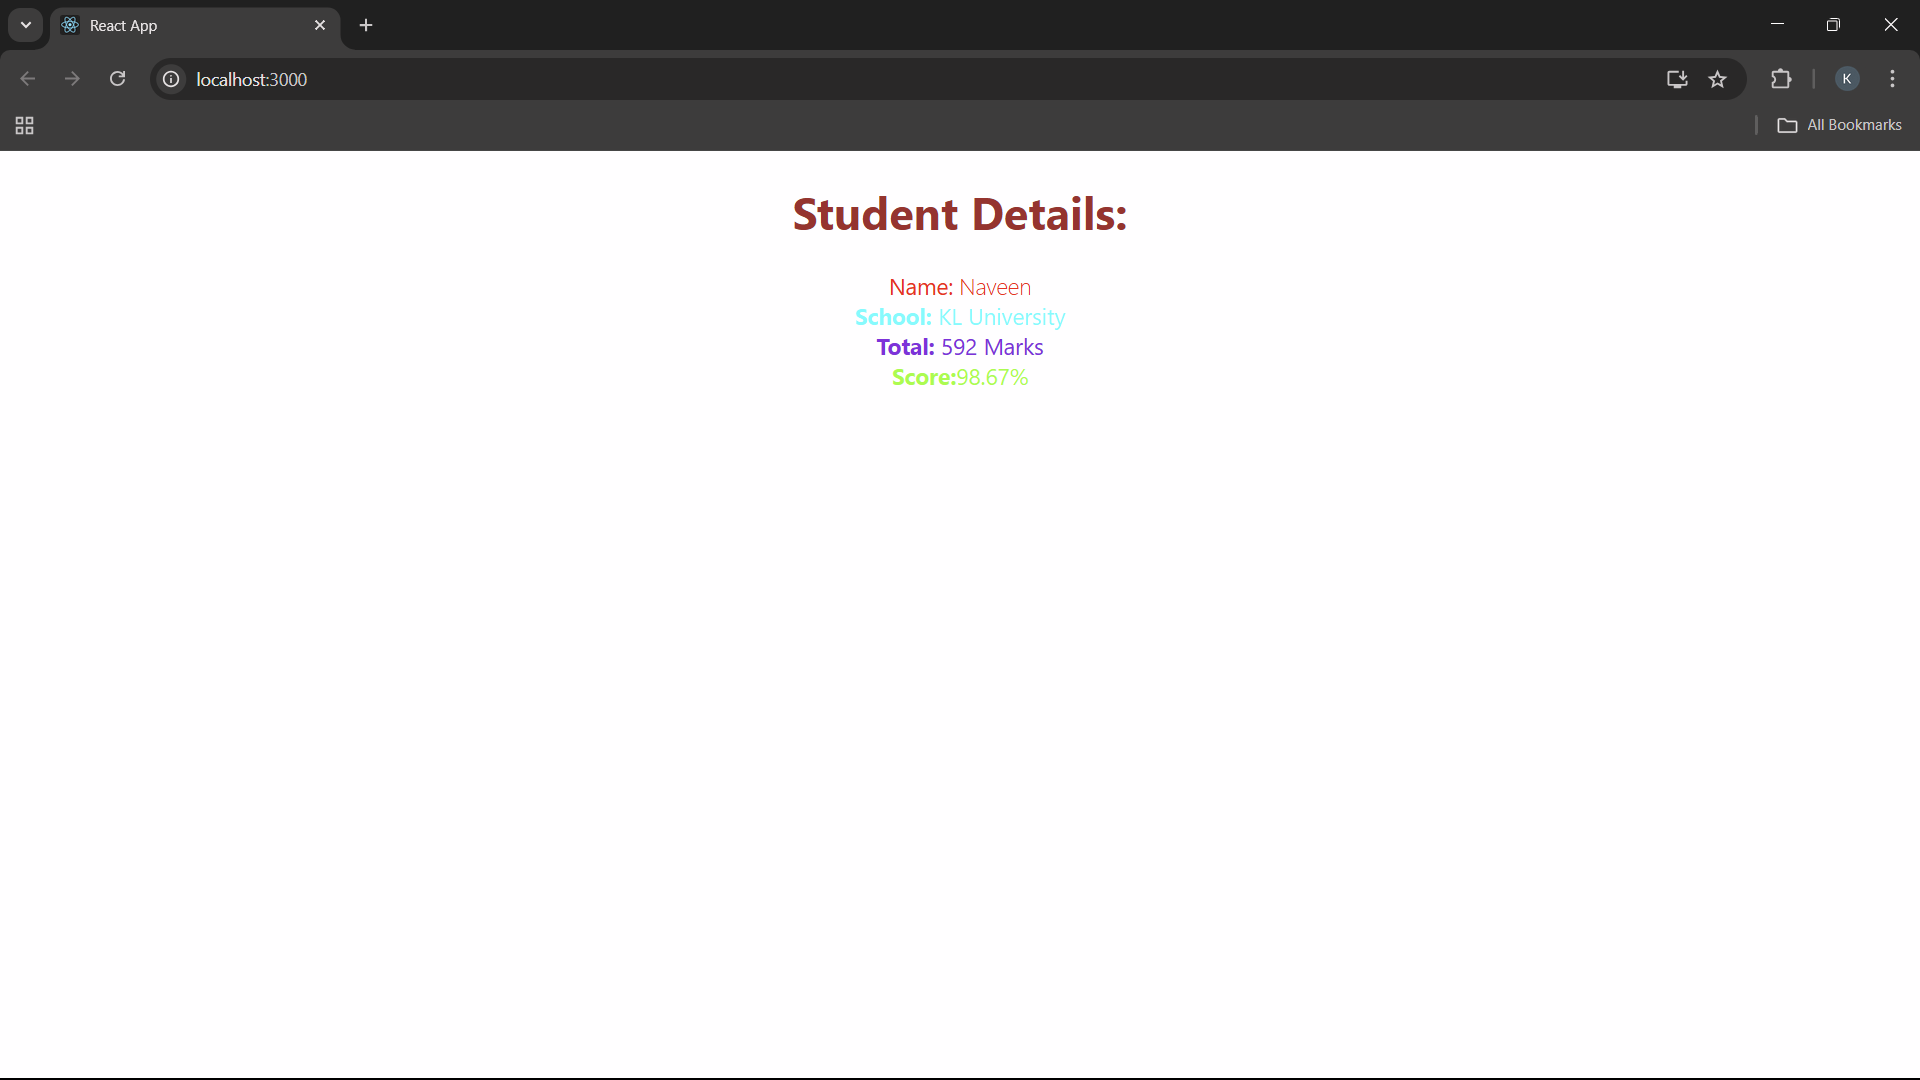 React App
localhost:3000
K
All Bookmarks
Student Details:
Name: Naveen
School: KL University
Total: 592 Marks
Score:98.67%